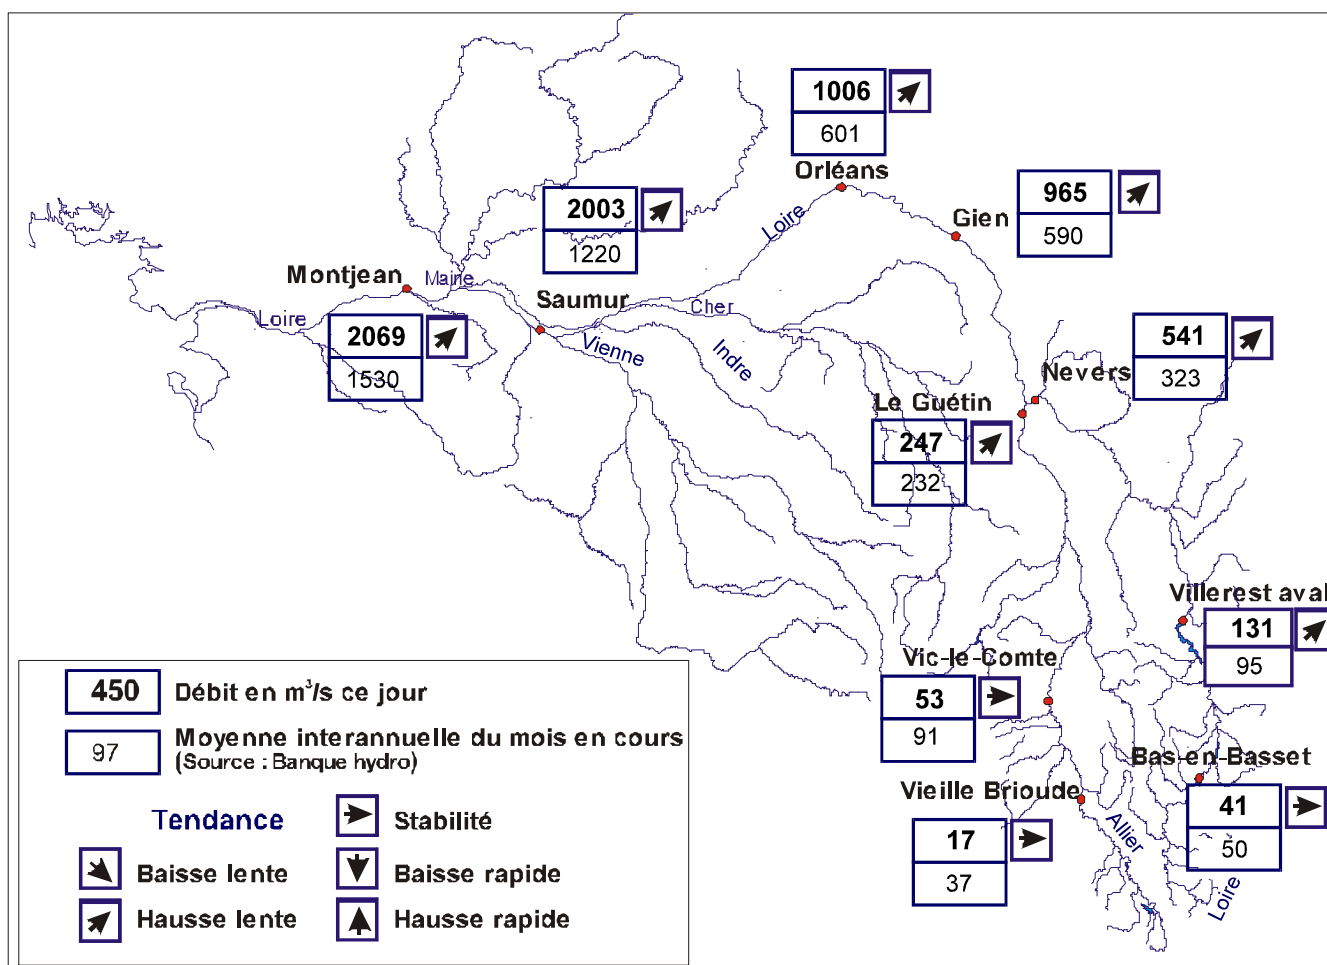 1006
601
Orléans
965
590
Gien
Loire
2003
1220
Montjean
Maine
Saumur
Cher
Loire
2069
1530
Vienne
Indre
541
323
Nevers
Le Guétin
247
232
Villerest aval
131
95
Vic-le-Comte
53
91
Bas-en-Basset
41
50
Vieille Brioude
17
37
Allier
Loire
450 Débit en m³/s ce jour
97 Moyenne interannuelle du mois en cours
(Source : Banque hydro)
Tendance
Stabilité
Baisse lente
Baisse rapide
Hausse lente
Hausse rapide